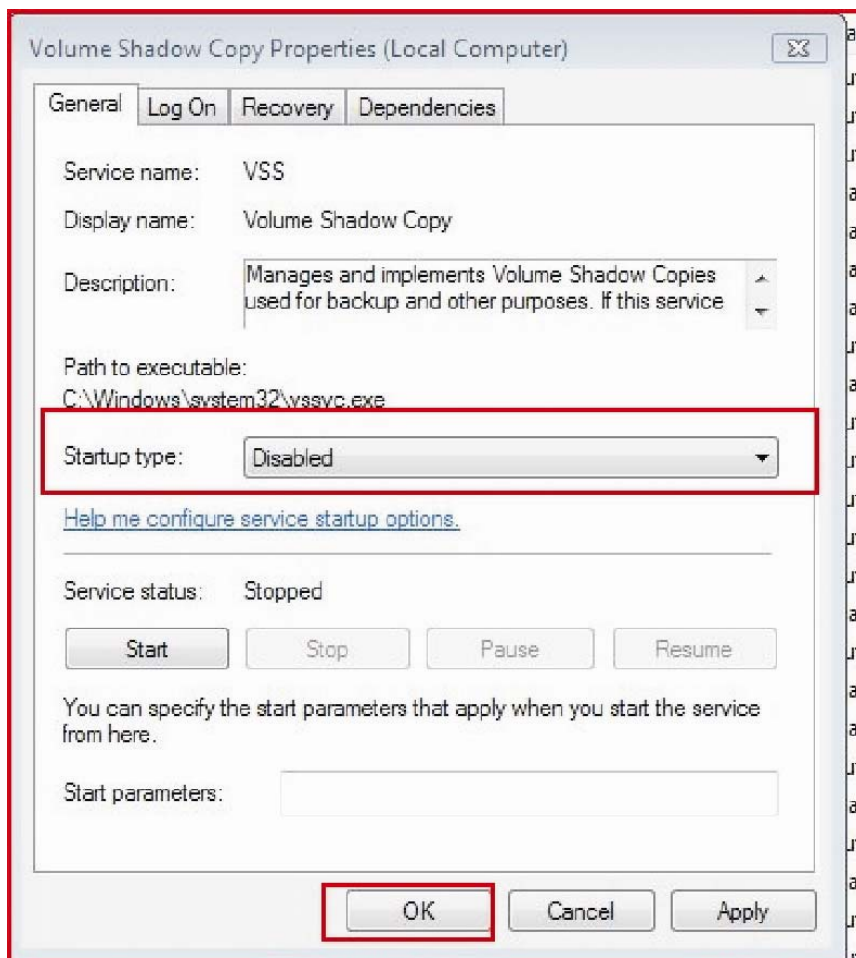 Volume Shadow Copy Properties (Local Computer)
General Log On Recovery Dependencies
Service name: VSS
Display name: Volume Shadow Copy
Description: Manages and implements Volume Shadow Copies
used for backup and other purposes. If this service
Path to executable:
C:\Windows\system32\vssvc.exe
Startup type: Disabled
Help me configure service startup options.
Service status: Stopped
Start Stop Pause Resume
You can specify the start parameters that apply when you start the service
from here.
Start parameters:
OK Cancel Apply